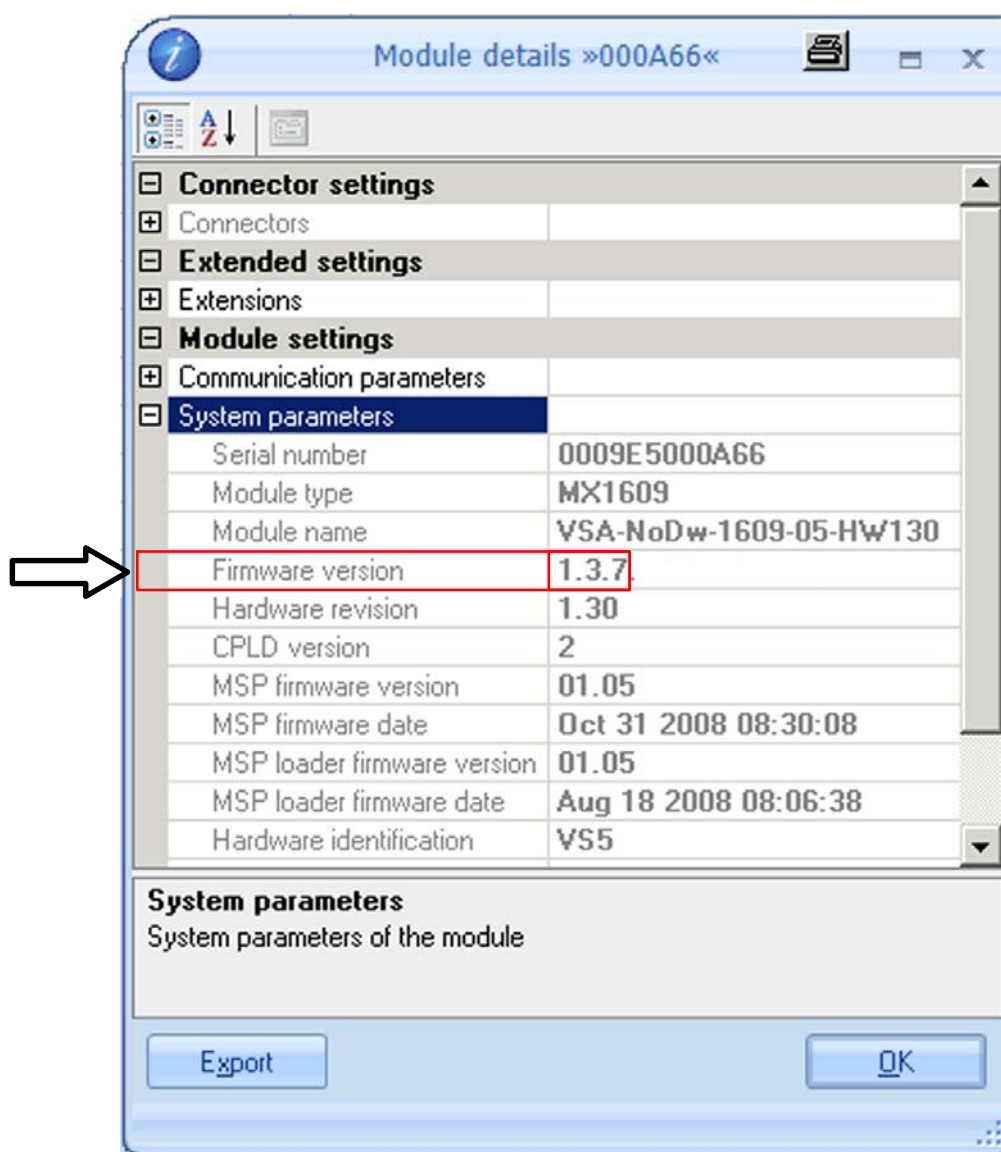 Module details »000A66«
Connector settings
Connectors
Extended settings
Extensions
Module settings
Communication parameters
System parameters
Serial number 0009E5000A66
Module type MX1609
Module name VSA-NoDw-1609-05-HW130
Firmware version 1.3.7.
Hardware revision 1.30
CPLD version 2
MSP firmware version 01.05
MSP firmware date Oct 31 2008 08:30:08
MSP loader firmware version 01.05
MSP loader firmware date Aug 18 2008 08:06:38
Hardware identification VS5
System parameters
System parameters of the module
Export OK